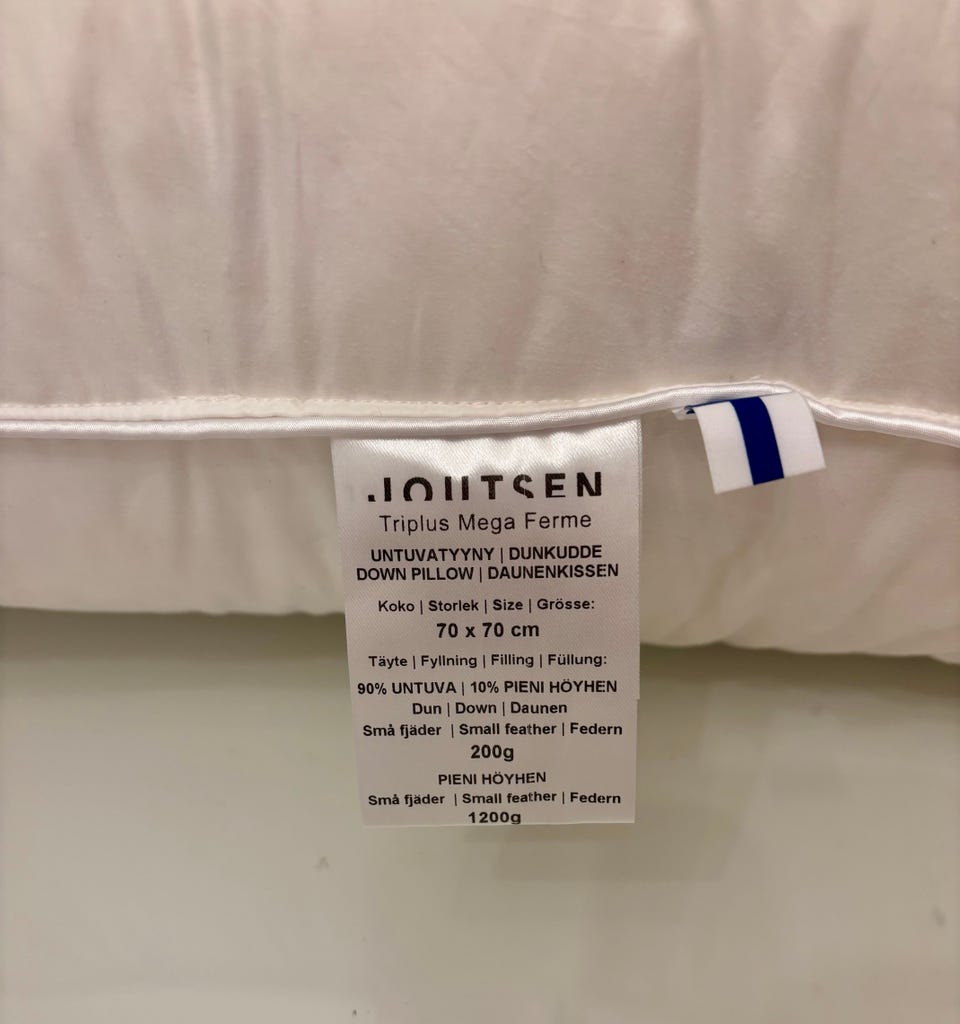 JOUTSEN
Triplus Mega Ferme
UNTUVATYYNY | DUNKUDDE
DOWN PILLOW | DAUNENKISSEN
Koko | Storlek | Size | Grösse:
70 x 70 cm
Täyte | Fyllning | Filling | Füllung:
90% UNTUVA | 10% PIENI HÖYHEN
Dun | Down | Daunen
Små fjäder | Small feather | Federn
200g
PIENI HÖYHEN
Små fjäder | Small feather | Federn
1200g